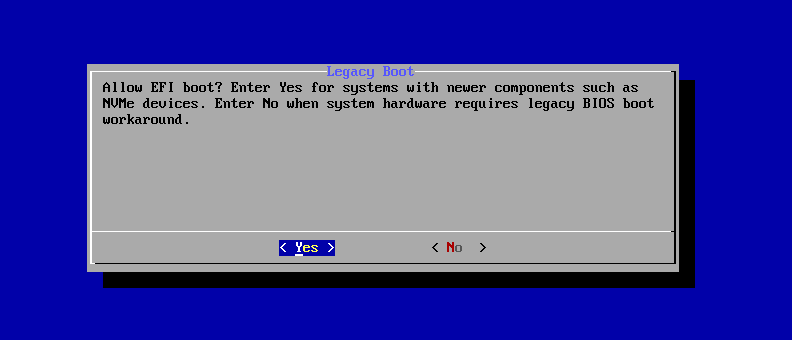 Legacy Boot
Allow EFI boot? Enter Yes for systems with newer components such as
NVMe devices. Enter No when system hardware requires legacy BIOS boot
workaround.
< Yes > < No >